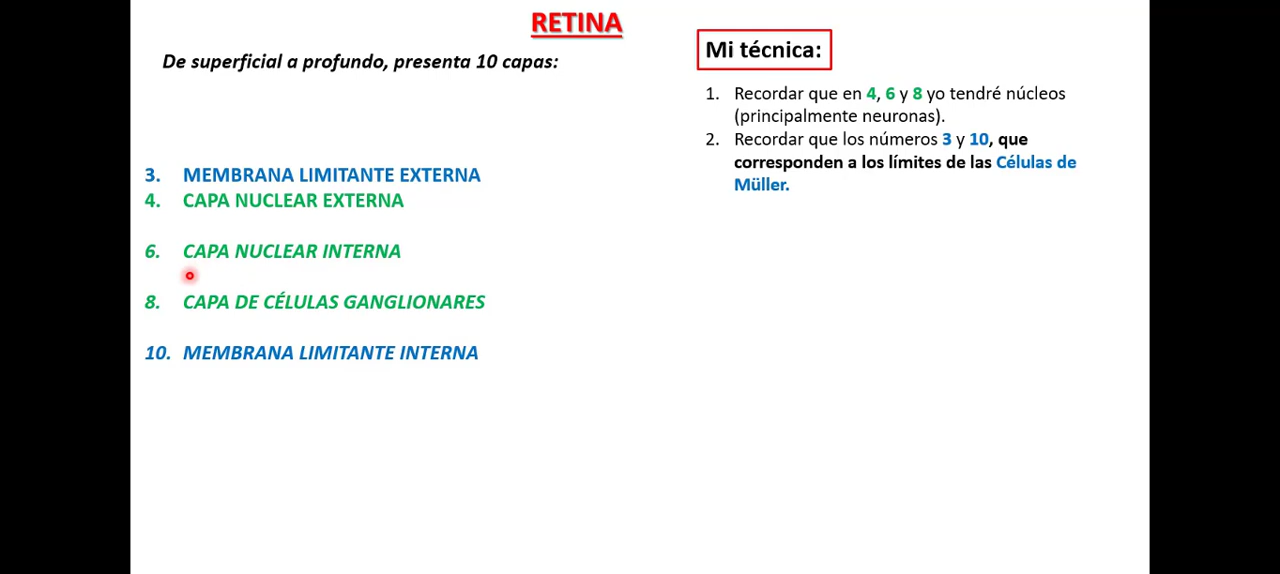 RETINA
De superficial a profundo, presenta 10 capas:
3. MEMBRANA LIMITANTE EXTERNA
4. CAPA NUCLEAR EXTERNA
6. CAPA NUCLEAR INTERNA
8. CAPA DE CÉLULAS GANGLIONARES
10. MEMBRANA LIMITANTE INTERNA
Mi técnica:
1. Recordar que en 4, 6 y 8 yo tendré núcleos
(principalmente neuronas).
2. Recordar que los números 3 y 10, que
corresponden a los límites de las Células de
Müller.